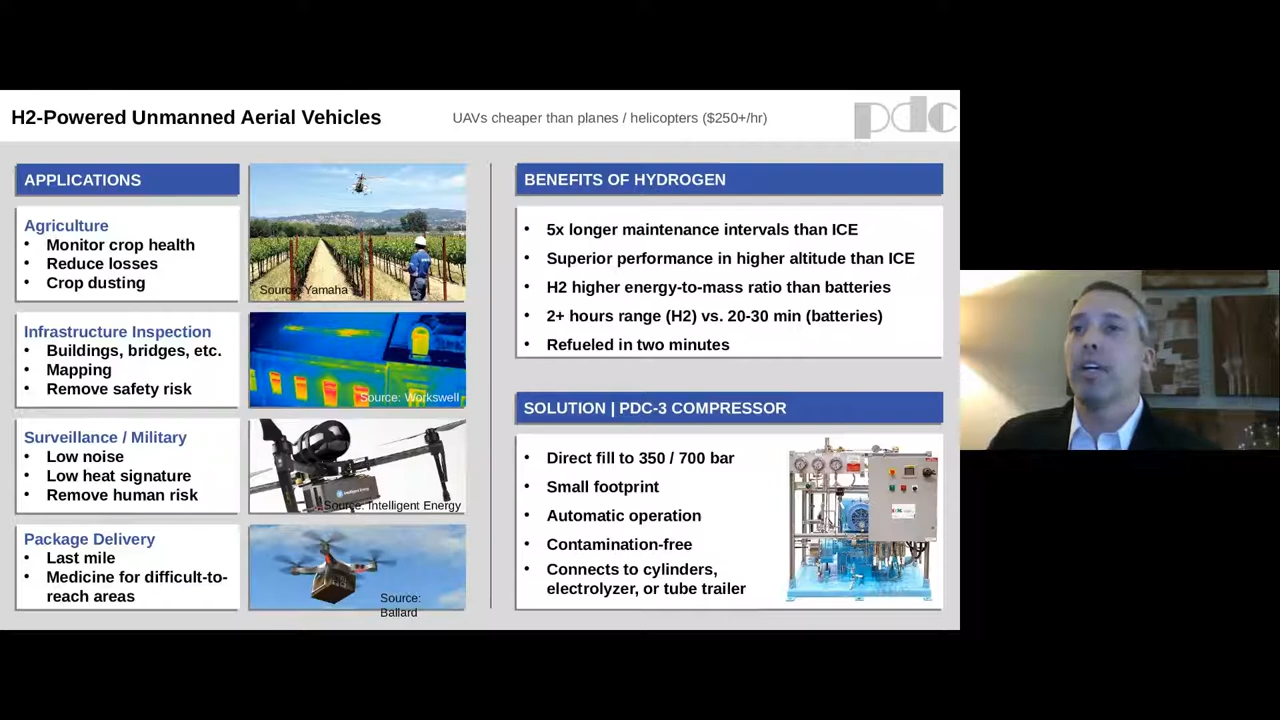 H2-Powered Unmanned Aerial Vehicles
UAVs cheaper than planes / helicopters ($250+/hr)
pdc
APPLICATIONS
Agriculture
• Monitor crop health
• Reduce losses
• Crop dusting
Source: Yamaha
Infrastructure Inspection
• Buildings, bridges, etc.
• Mapping
• Remove safety risk
Source: Workswell
Surveillance / Military
• Low noise
• Low heat signature
• Remove human risk
Source: Intelligent Energy
Package Delivery
• Last mile
• Medicine for difficult-to-
reach areas
Source:
Ballard
BENEFITS OF HYDROGEN
• 5x longer maintenance intervals than ICE
• Superior performance in higher altitude than ICE
• H2 higher energy-to-mass ratio than batteries
• 2+ hours range (H2) vs. 20-30 min (batteries)
• Refueled in two minutes
SOLUTION | PDC-3 COMPRESSOR
• Direct fill to 350 / 700 bar
• Small footprint
• Automatic operation
• Contamination-free
• Connects to cylinders,
electrolyzer, or tube trailer